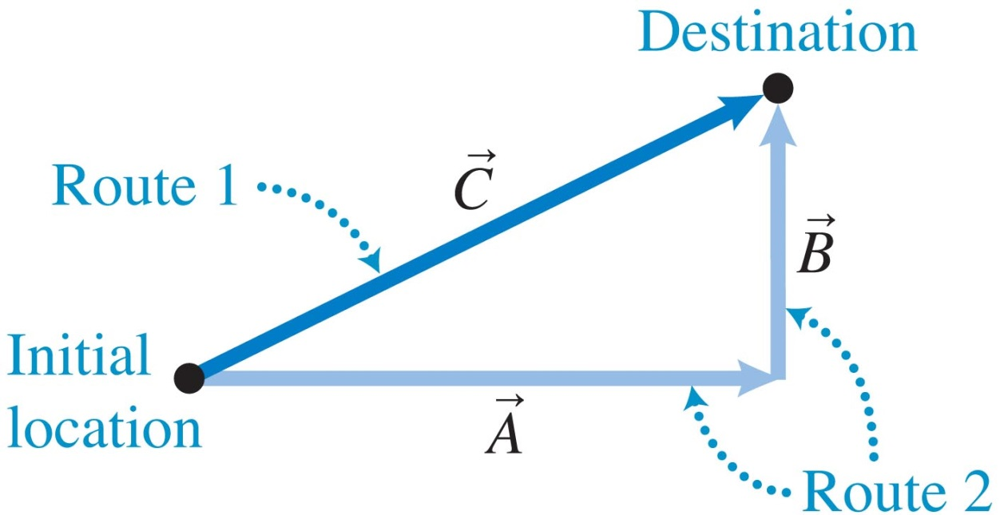 Destination
C⃗
Route 1
B⃗
Initial
location
A⃗
Route 2